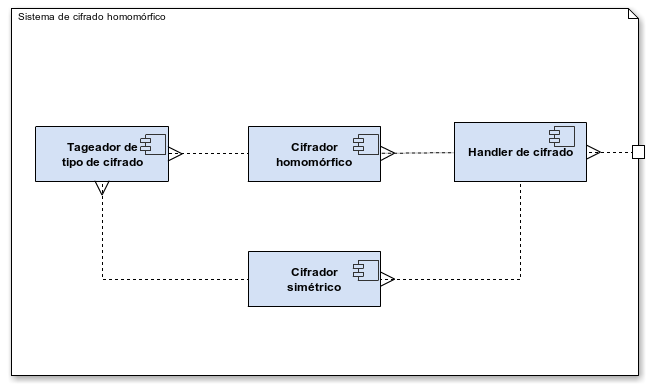 Sistema de cifrado homomórfico
Tageador de
tipo de cifrado
Cifrador
homomórfico
Handler de cifrado
Cifrador
simétrico